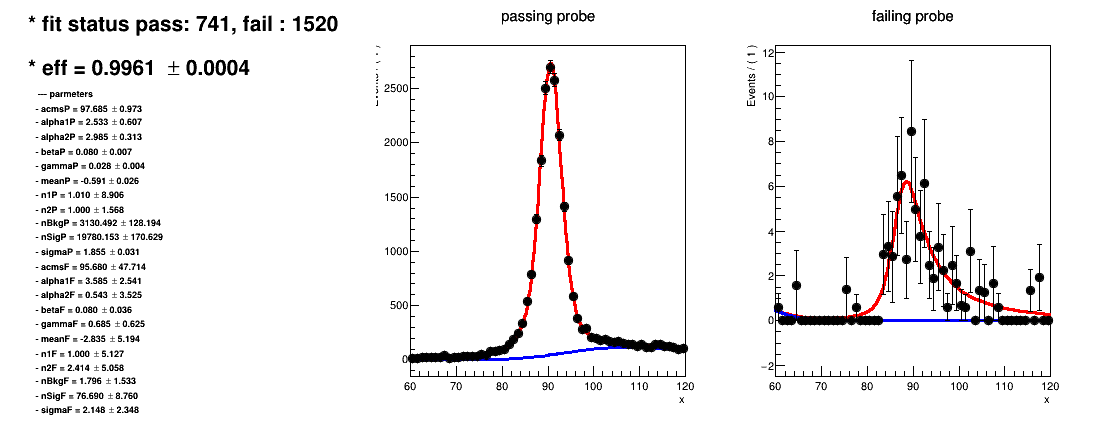 * fit status pass: 741, fail : 1520
* eff = 0.9961 ± 0.0004
--- parmeters
- acmsP = 97.685 ± 0.973
- alpha1P = 2.533 ± 0.607
- alpha2P = 2.985 ± 0.313
- betaP = 0.080 ± 0.007
- gammaP = 0.028 ± 0.004
- meanP = -0.591 ± 0.026
- n1P = 1.010 ± 8.906
- n2P = 1.000 ± 1.568
- nBkgP = 3130.492 ± 128.194
- nSigP = 19780.153 ± 170.629
- sigmaP = 1.855 ± 0.031
- acmsF = 95.680 ± 47.714
- alpha1F = 3.585 ± 2.541
- alpha2F = 0.543 ± 3.525
- betaF = 0.080 ± 0.036
- gammaF = 0.685 ± 0.625
- meanF = -2.835 ± 5.194
- n1F = 1.000 ± 5.127
- n2F = 2.414 ± 5.058
- nBkgF = 1.796 ± 1.533
- nSigF = 76.690 ± 8.760
- sigmaF = 2.148 ± 2.348
passing probe
2500
2000
1500
1000
500
0
60 70 80 90 100 110 120
x
failing probe
Events / ( 1 )
12
10
8
6
4
2
0
−2
60 70 80 90 100 110 120
x